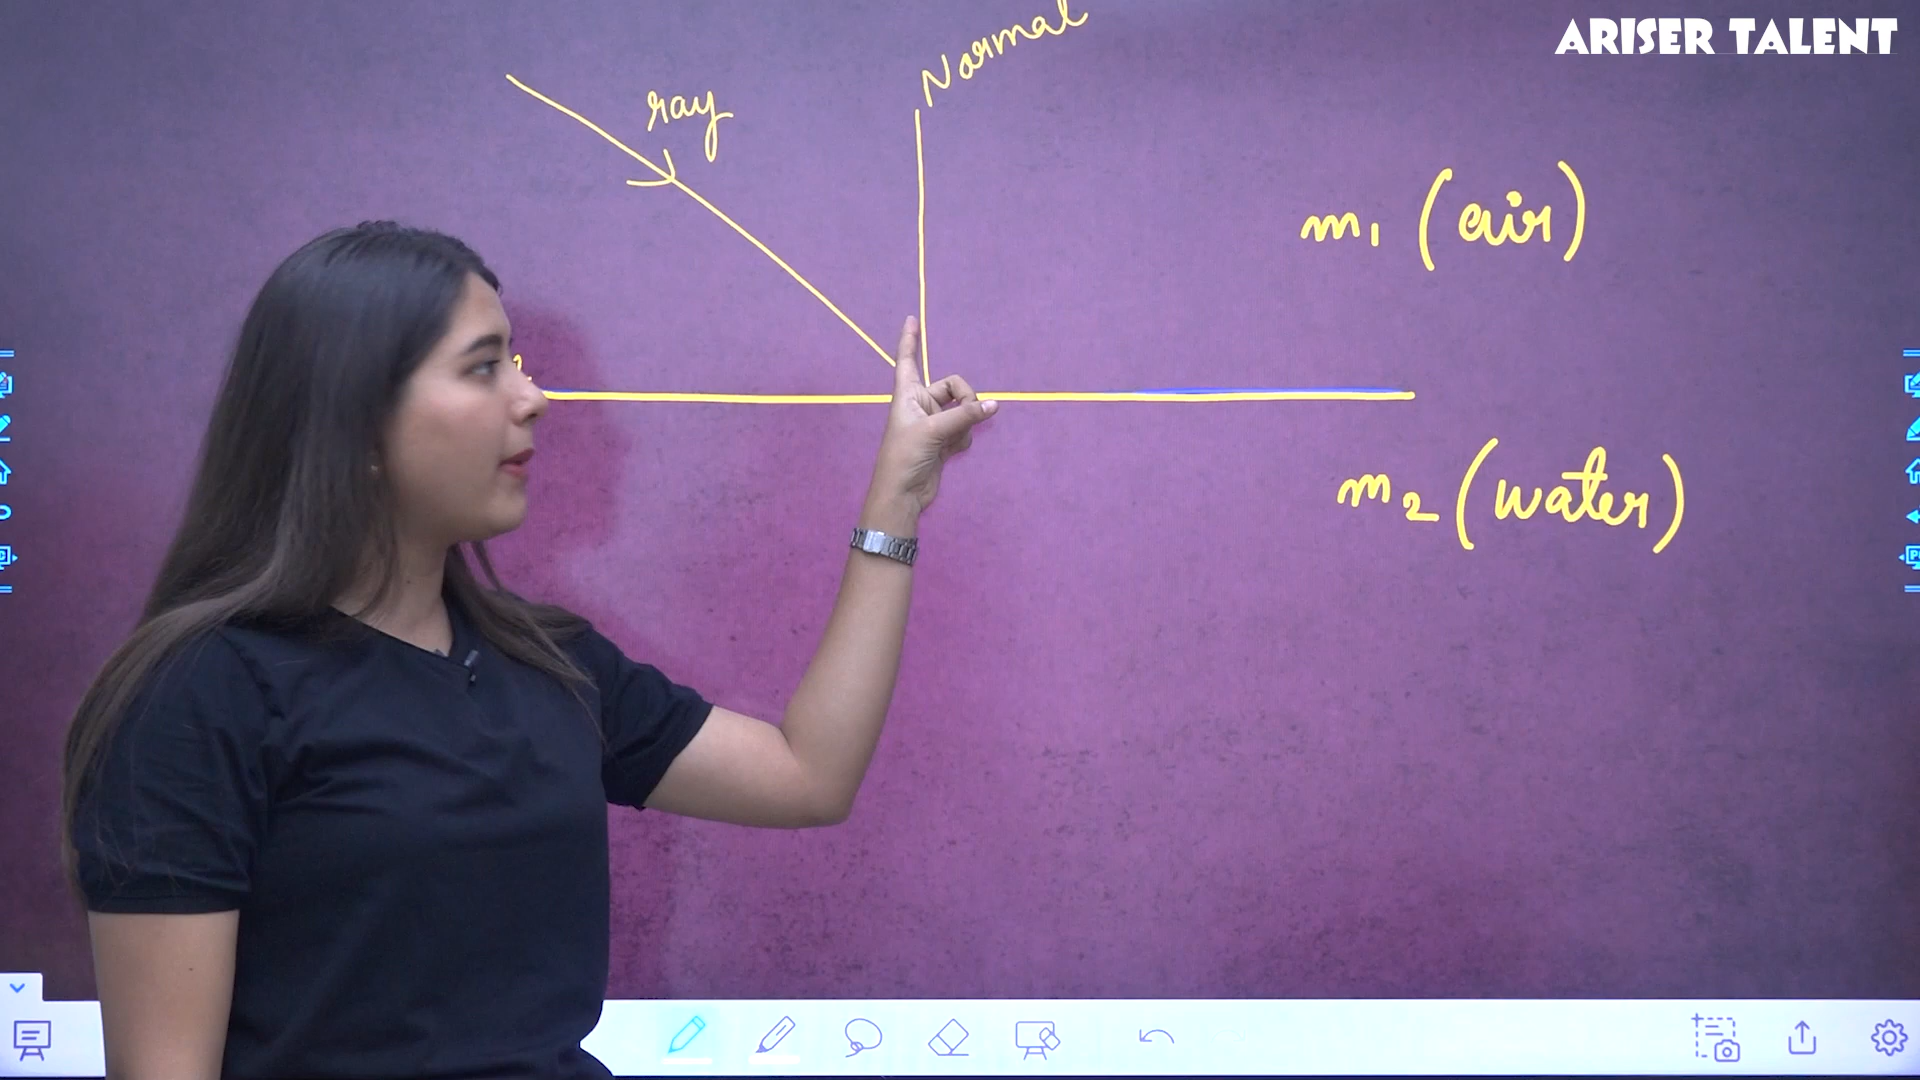 ARISER TALENT
Normal
ray
m1 (air)
m2 (water)